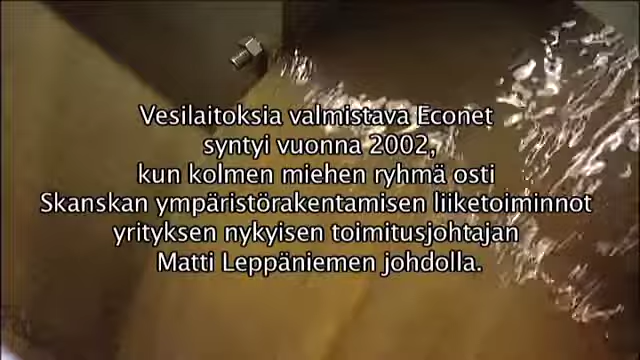 Vesilaitoksia valmistava Econet
syntyi vuonna 2002,
kun kolmen miehen ryhmä osti
Skanskan ympäristörakentamisen liiketoiminnot
yrityksen nykyisen toimitusjohtajan
Matti Leppäniemen johdolla.